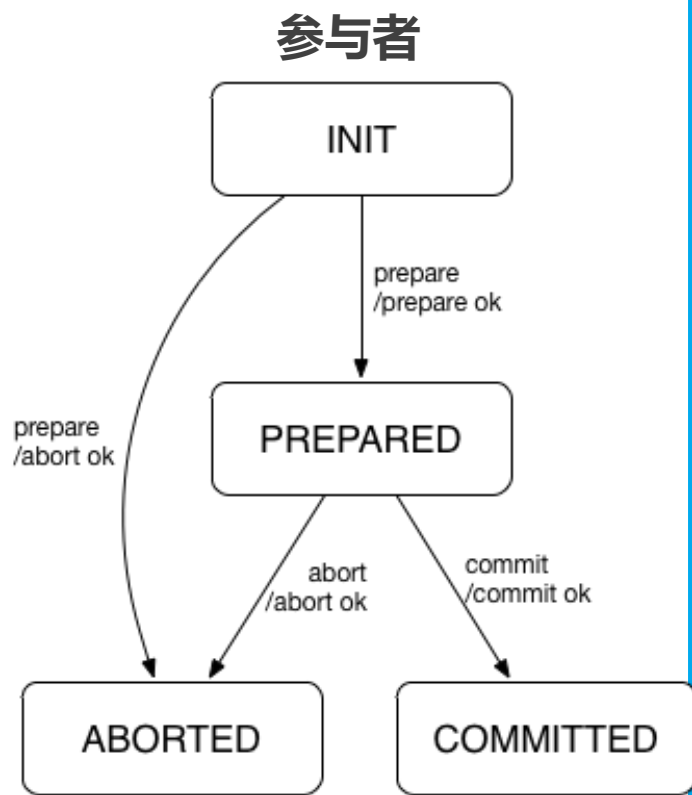 参与者
INIT
prepare
/prepare ok
prepare
/abort ok
PREPARED
abort
/abort ok
commit
/commit ok
ABORTED
COMMITTED